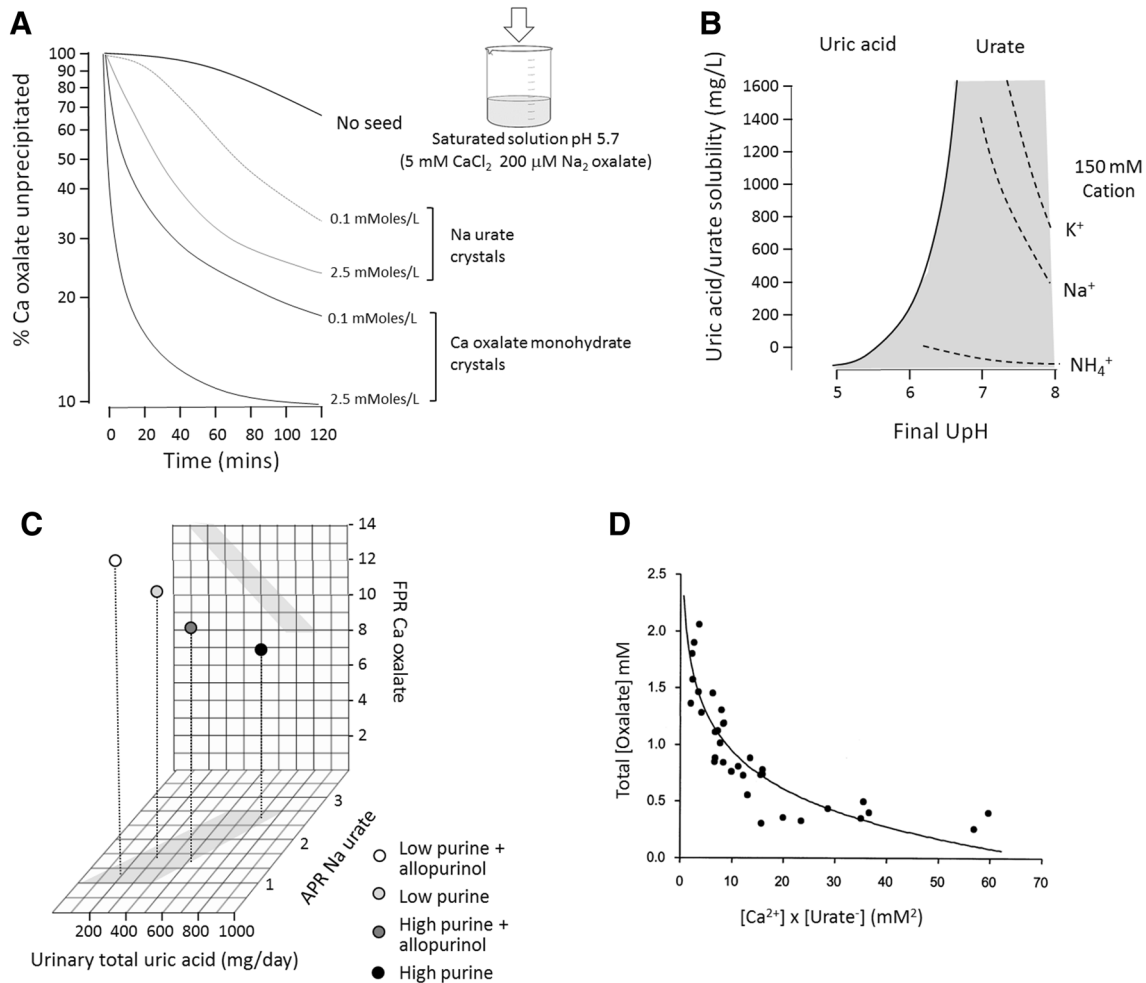 A
% Ca oxalate unprecipitated
100
90
80
70
60
50
40
30
20
10
0 20 40 60 80 100 120
Time (mins)
No seed
Saturated solution pH 5.7
(5 mM CaCl₂ 200 µM Na₂ oxalate)
0.1 mMoles/L
2.5 mMoles/L
Na urate
crystals
0.1 mMoles/L
2.5 mMoles/L
Ca oxalate monohydrate
crystals
B
Uric acid Urate
Uric acid/urate solubility (mg/L)
1600
1400
1200
1000
800
600
400
200
0
5 6 7 8
Final UpH
150 mM
Cation
K⁺
Na⁺
NH₄⁺
C
14
12
10
8
6
4
2
FPR Ca oxalate
3
2
1
APR Na urate
200 400 600 800 1000
Urinary total uric acid (mg/day)
Low purine +
allopurinol
Low purine
High purine +
allopurinol
High purine
D
Total [Oxalate] mM
2.5
2.0
1.5
1.0
0.5
0.0
0 10 20 30 40 50 60 70
[Ca²⁺] x [Urate⁻] (mM²)